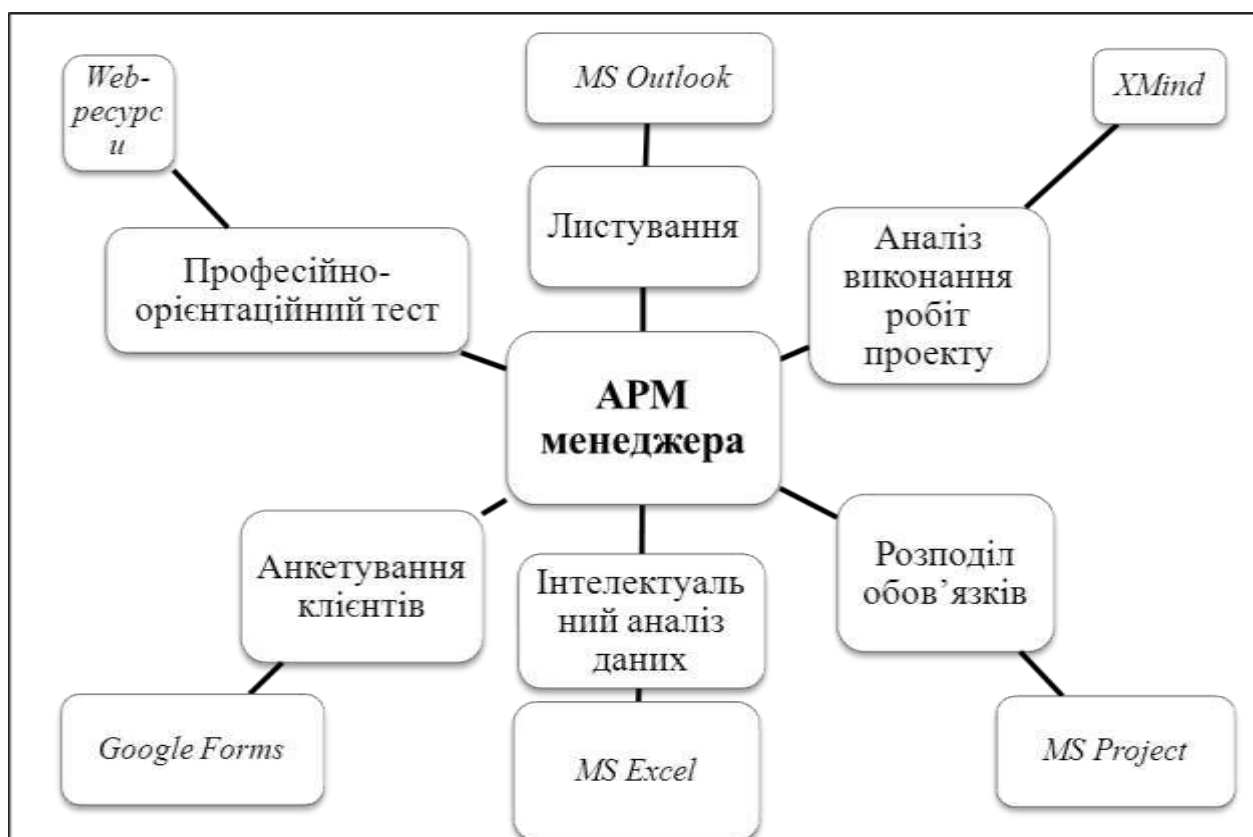 Web-
ресурс
и
MS Outlook
XMind
Професійно-
орієнтаційний тест
Листування
Аналіз
виконання
робіт
проекту
АРМ
менеджера
Анкетування
клієнтів
Інтелектуаль
ний аналіз
даних
Розподіл
обов’язків
Google Forms
MS Excel
MS Project